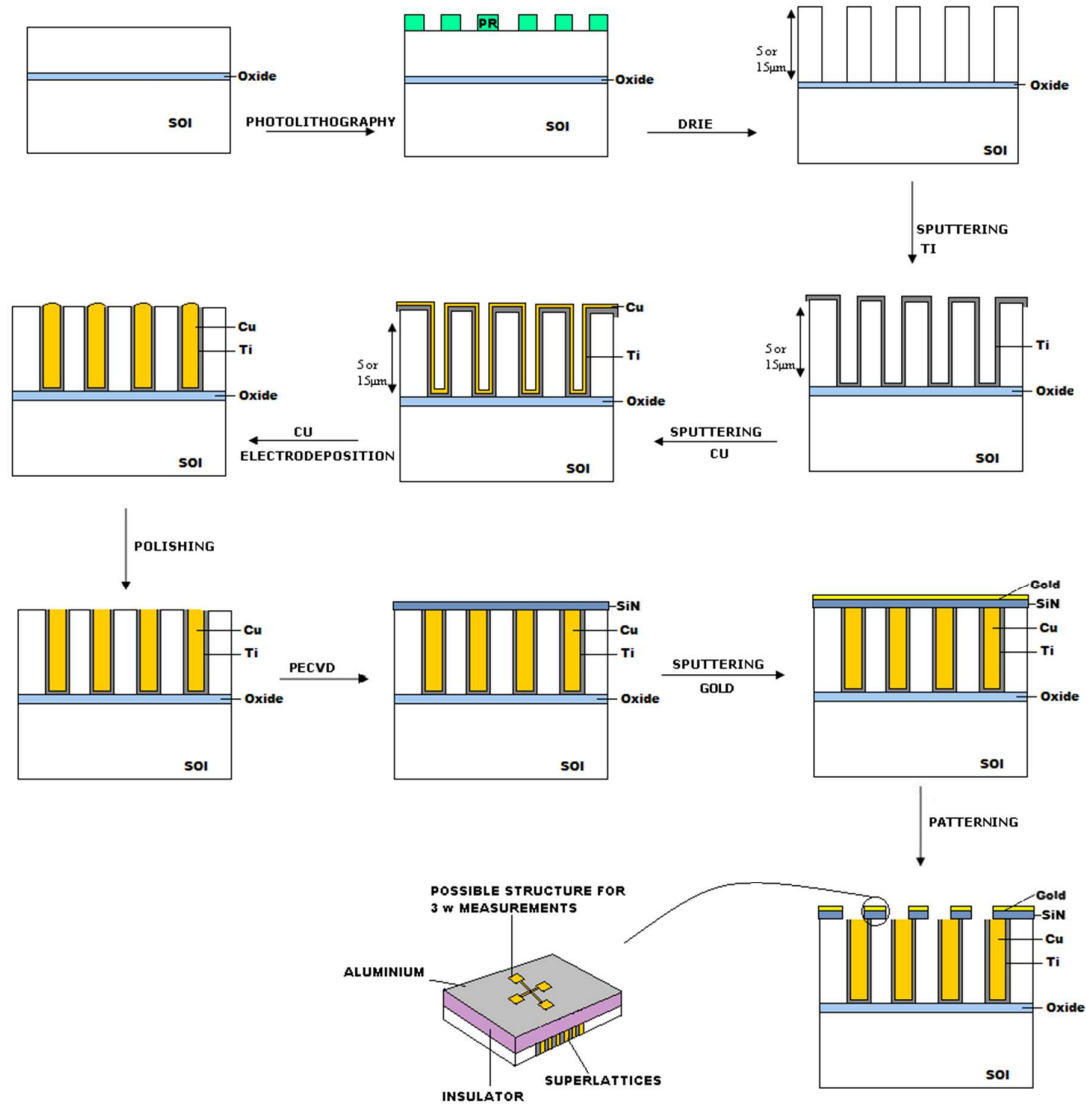 Oxide
SOI
PHOTOLITHOGRAPHY
PR
Oxide
SOI
DRIE
5 or
15µm
Oxide
SOI
SPUTTERING
TI
5 or
15µm
Ti
Oxide
SOI
SPUTTERING
CU
Cu
5 or
15µm
Ti
Oxide
SOI
CU
ELECTRODEPOSITION
Cu
Ti
Oxide
SOI
POLISHING
Cu
Ti
Oxide
SOI
PECVD
SiN
Cu
Ti
Oxide
SOI
SPUTTERING
GOLD
Gold
SiN
Cu
Ti
Oxide
SOI
PATTERNING
Gold
SiN
Cu
Ti
Oxide
SOI
POSSIBLE STRUCTURE FOR
3 w MEASUREMENTS
ALUMINIUM
SUPERLATTICES
INSULATOR